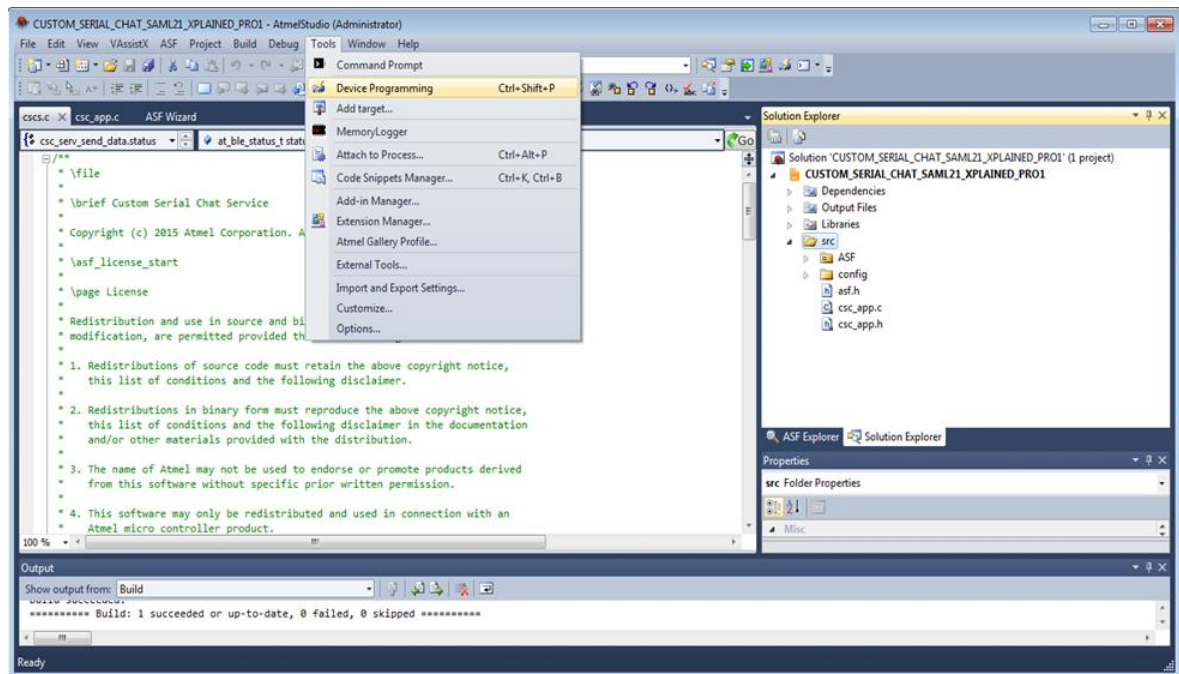 CUSTOM_SERIAL_CHAT_SAML21_XPLAINED_PRO1 - AtmelStudio (Administrator)
File Edit View VAssistX ASF Project Build Debug Tools Window Help
Command Prompt
Device Programming Ctrl+Shift+P
Add target...
MemoryLogger
Attach to Process... Ctrl+Alt+P
Code Snippets Manager... Ctrl+K, Ctrl+B
Add-in Manager...
Extension Manager...
Atmel Gallery Profile...
External Tools...
Import and Export Settings...
Customize...
Options...
cscs.c csc_app.c ASF Wizard
csc_serv_send_data.status at_ble_status_t statu
Go
/**
* \file
*
* \brief Custom Serial Chat Service
*
* Copyright (c) 2015 Atmel Corporation. A
*
* \asf_license_start
*
* \page License
*
* Redistribution and use in source and bi
* modification, are permitted provided th
*
* 1. Redistributions of source code must retain the above copyright notice,
* this list of conditions and the following disclaimer.
*
* 2. Redistributions in binary form must reproduce the above copyright notice,
* this list of conditions and the following disclaimer in the documentation
* and/or other materials provided with the distribution.
*
* 3. The name of Atmel may not be used to endorse or promote products derived
* from this software without specific prior written permission.
*
* 4. This software may only be redistributed and used in connection with an
* Atmel micro controller product.
100 %
Solution Explorer
Solution 'CUSTOM_SERIAL_CHAT_SAML21_XPLAINED_PRO1' (1 project)
CUSTOM_SERIAL_CHAT_SAML21_XPLAINED_PRO1
Dependencies
Output Files
Libraries
src
ASF
config
asf.h
csc_app.c
csc_app.h
ASF Explorer Solution Explorer
Properties
src Folder Properties
Misc
Output
Show output from: Build
Build succeeded.
========== Build: 1 succeeded or up-to-date, 0 failed, 0 skipped ==========
Ready